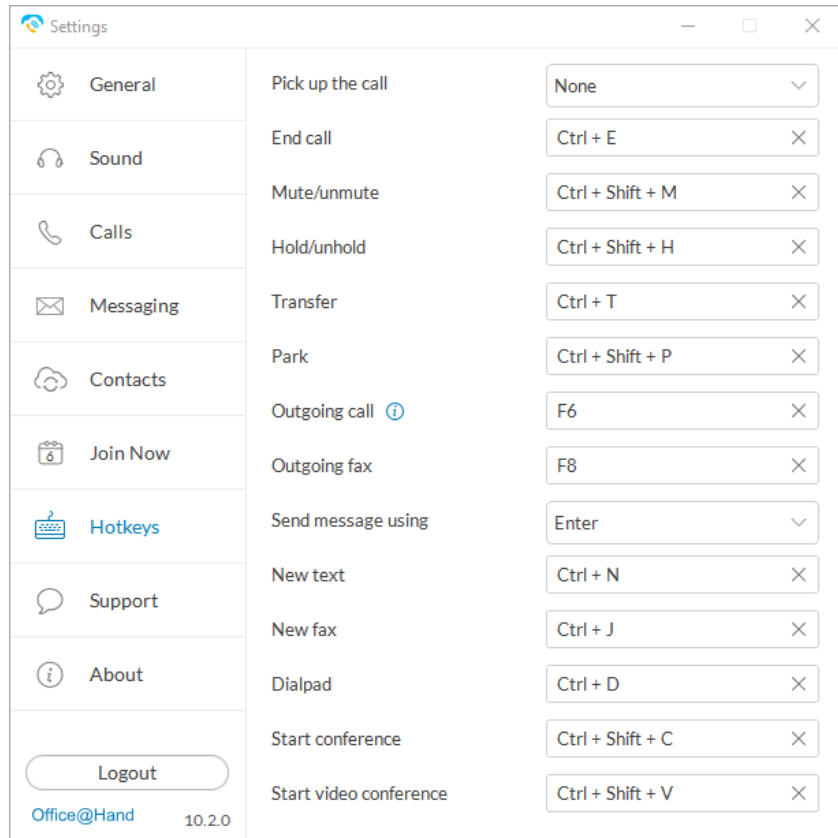 Settings
General
Sound
Calls
Messaging
Contacts
6
Join Now
Hotkeys
Support
About
Logout
Office@Hand 10.2.0
Pick up the call None
End call Ctrl + E
Mute/unmute Ctrl + Shift + M
Hold/unhold Ctrl + Shift + H
Transfer Ctrl + T
Park Ctrl + Shift + P
Outgoing call i F6
Outgoing fax F8
Send message using Enter
New text Ctrl + N
New fax Ctrl + J
Dialpad Ctrl + D
Start conference Ctrl + Shift + C
Start video conference Ctrl + Shift + V